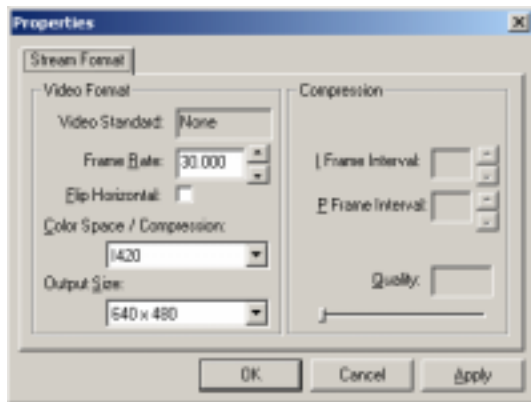 Properties
Stream Format
Video Format
Video Standard: None
Frame Rate: 30.000
Flip Horizontal:
Color Space / Compression:
I420
Output Size:
640 x 480
Compression
I Frame Interval:
P Frame Interval:
Quality:
OK Cancel Apply